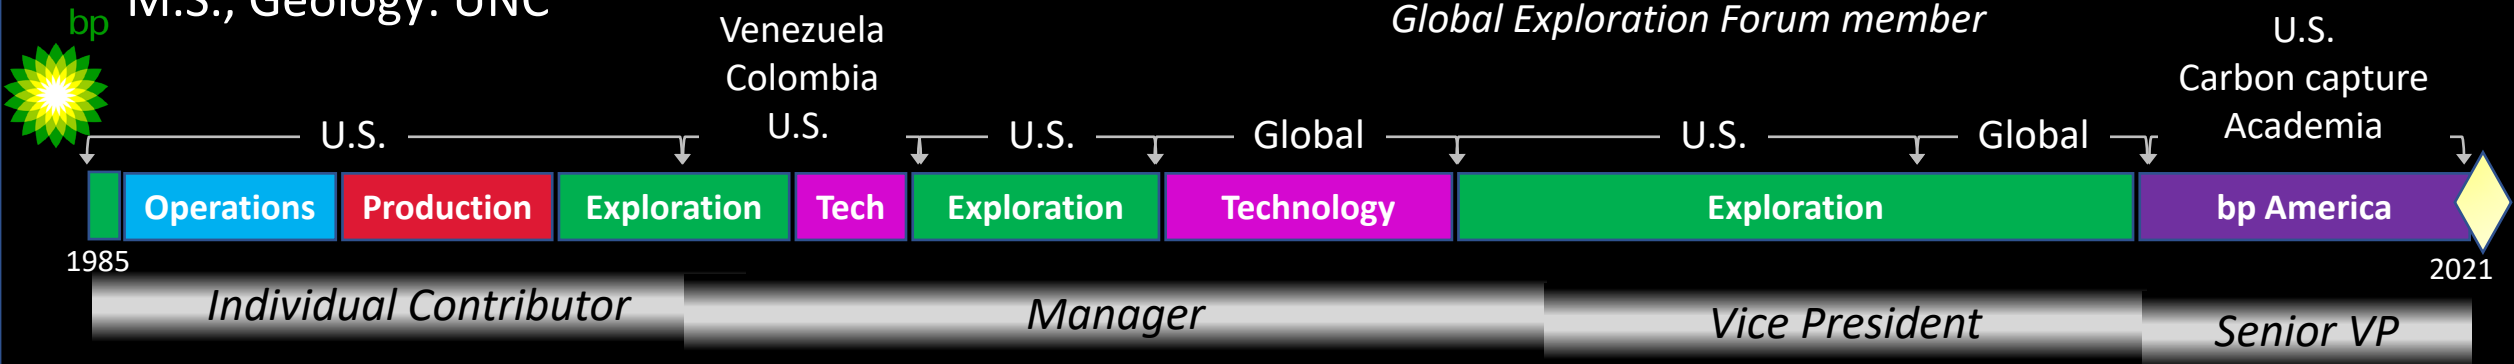 M.S., Geology: UNC
bp
Global Exploration Forum member
Venezuela
Colombia
U.S.
U.S.
Carbon capture
Academia
U.S.
U.S.
Global
U.S.
Global
Operations
Production
Exploration
Tech
Exploration
Technology
Exploration
bp America
1985
2021
Individual Contributor
Manager
Vice President
Senior VP